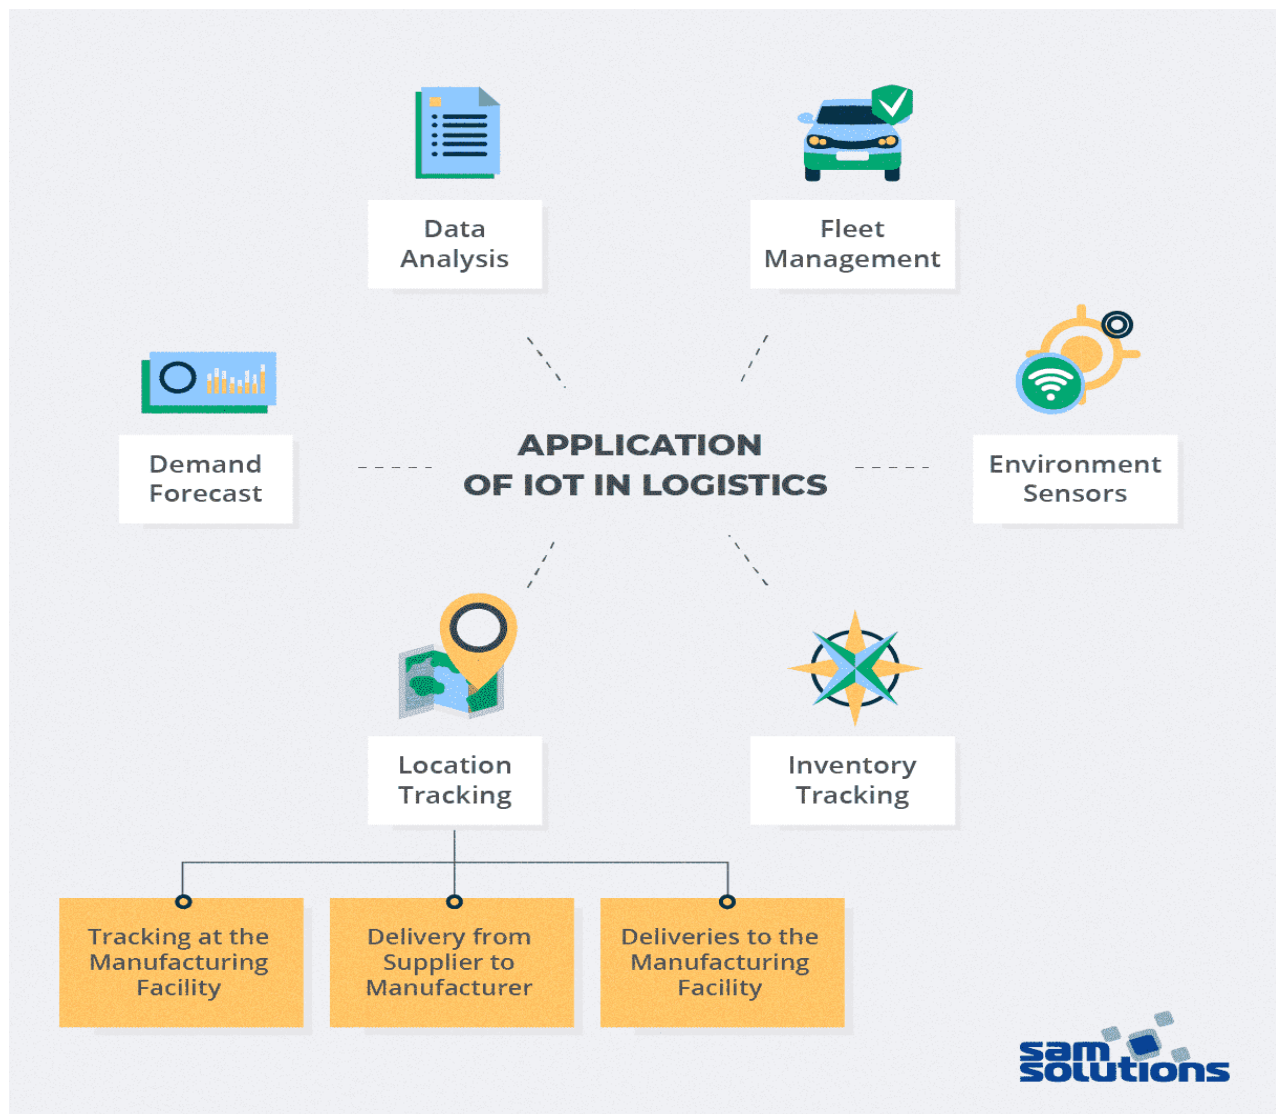 Data
Analysis
Fleet
Management
Demand
Forecast
APPLICATION
OF IOT IN LOGISTICS
Environment
Sensors
Location
Tracking
Inventory
Tracking
Tracking at the
Manufacturing
Facility
Delivery from
Supplier to
Manufacturer
Deliveries to the
Manufacturing
Facility
sam
solutions